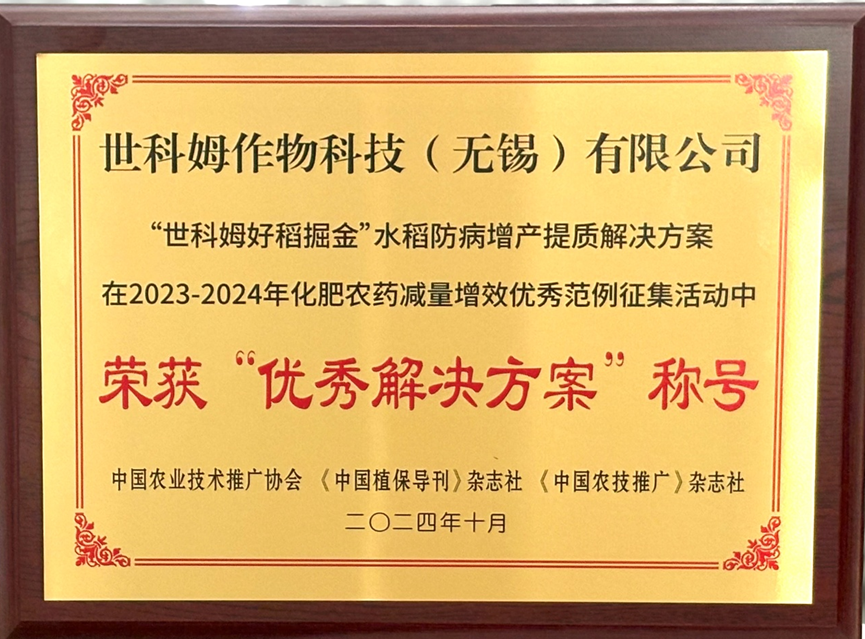 世科姆作物科技（无锡）有限公司
“世科姆好稻掘金”水稻防病增产提质解决方案
在2023-2024年化肥农药减量增效优秀范例征集活动中
荣获“优秀解决方案”称号
中国农业技术推广协会 《中国植保导刊》杂志社 《中国农技推广》杂志社
二〇二四年十月